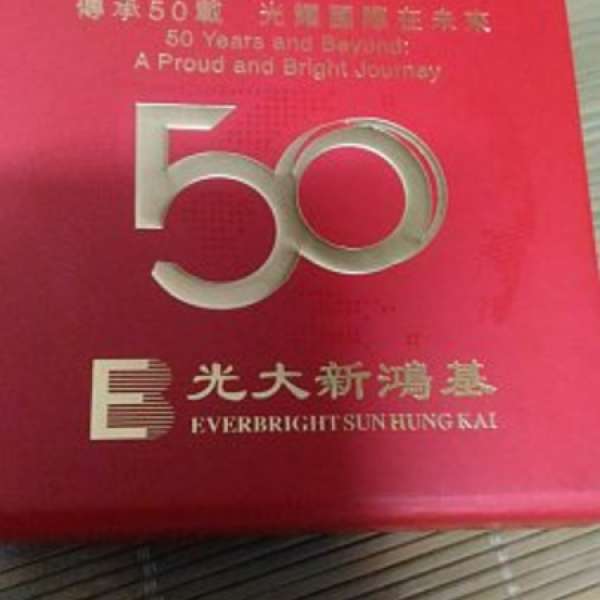 傳承50載 光耀國際在未來
50 Years and Beyond:
A Proud and Bright Journey
50
光大新鴻基
EVERBRIGHT SUN HUNG KAI